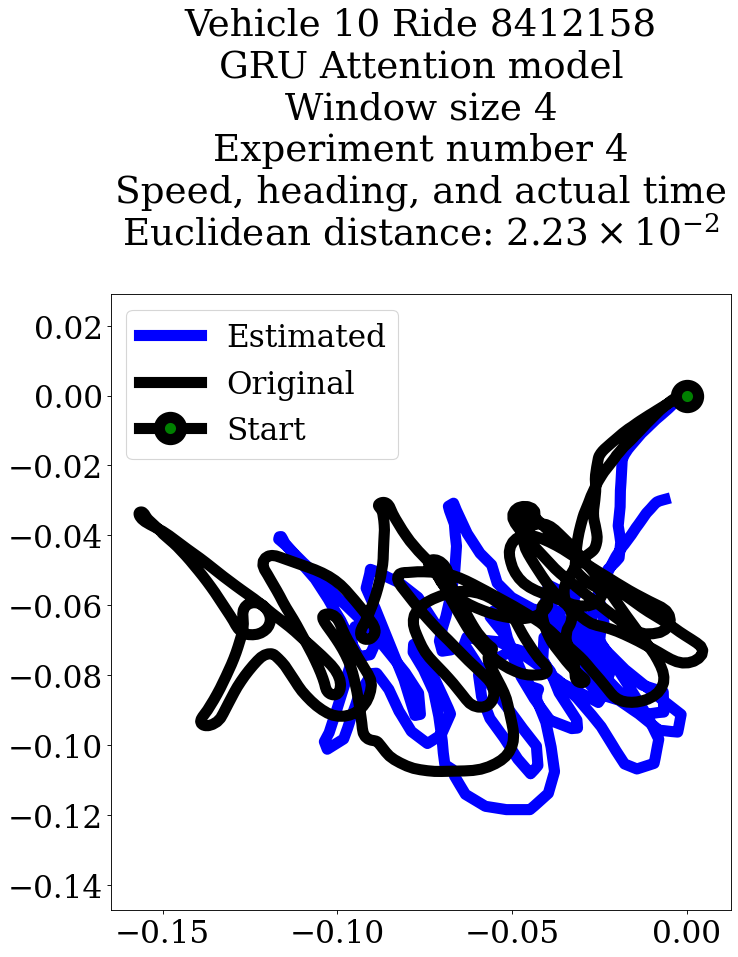 Vehicle 10 Ride 8412158
GRU Attention model
Window size 4
Experiment number 4
Speed, heading, and actual time
Euclidean distance: 2.23 × 10⁻²
Estimated
Original
Start
0.02
0.00
−0.02
−0.04
−0.06
−0.08
−0.10
−0.12
−0.14
−0.15
−0.10
−0.05
0.00